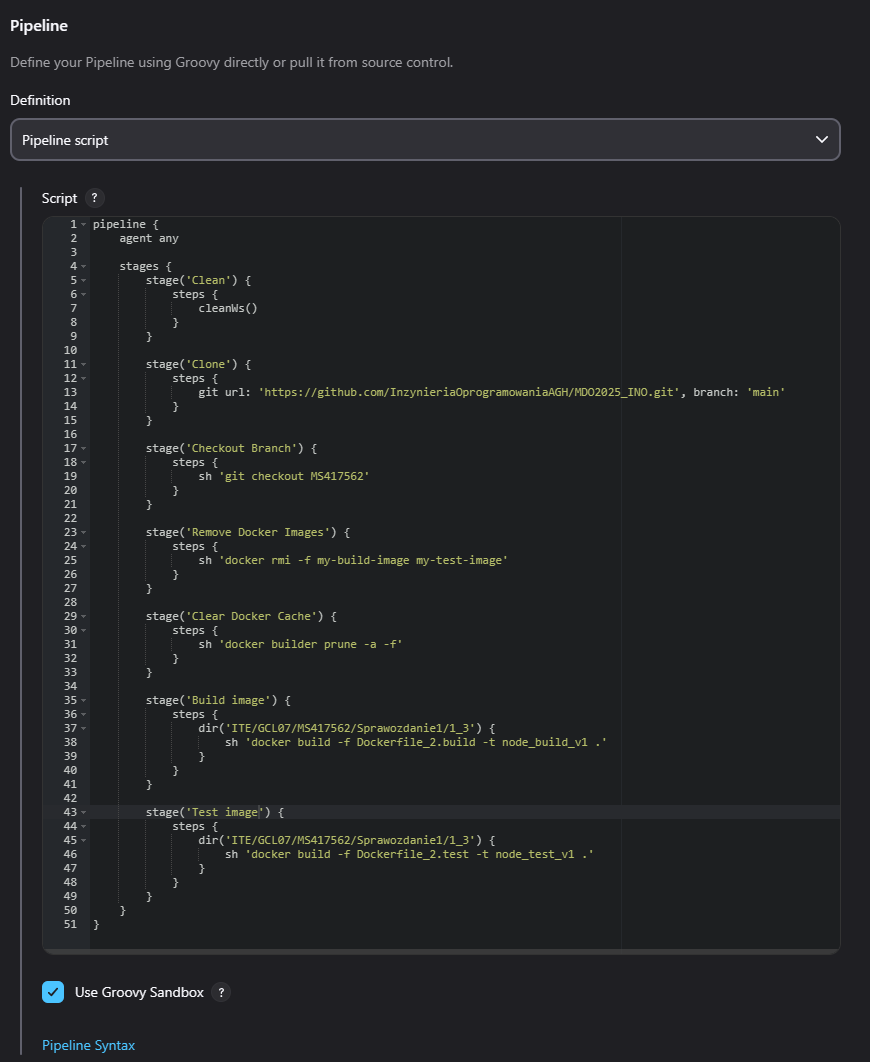 Pipeline
Define your Pipeline using Groovy directly or pull it from source control.
Definition
Pipeline script
Script ?
1 pipeline {
2     agent any
3
4     stages {
5         stage('Clean') {
6             steps {
7                 cleanWs()
8             }
9         }
10
11         stage('Clone') {
12             steps {
13                 git url: 'https://github.com/InzynieriaOprogramowaniaAGH/MDO2025_INO.git', branch: 'main'
14             }
15         }
16
17         stage('Checkout Branch') {
18             steps {
19                 sh 'git checkout MS417562'
20             }
21         }
22
23         stage('Remove Docker Images') {
24             steps {
25                 sh 'docker rmi -f my-build-image my-test-image'
26             }
27         }
28
29         stage('Clear Docker Cache') {
30             steps {
31                 sh 'docker builder prune -a -f'
32             }
33         }
34
35         stage('Build image') {
36             steps {
37                 dir('ITE/GCL07/MS417562/Sprawozdanie1/1_3') {
38                     sh 'docker build -f Dockerfile_2.build -t node_build_v1 .'
39                 }
40             }
41         }
42
43         stage('Test image') {
44             steps {
45                 dir('ITE/GCL07/MS417562/Sprawozdanie1/1_3') {
46                     sh 'docker build -f Dockerfile_2.test -t node_test_v1 .'
47                 }
48             }
49         }
50     }
51 }
Use Groovy Sandbox ?
Pipeline Syntax